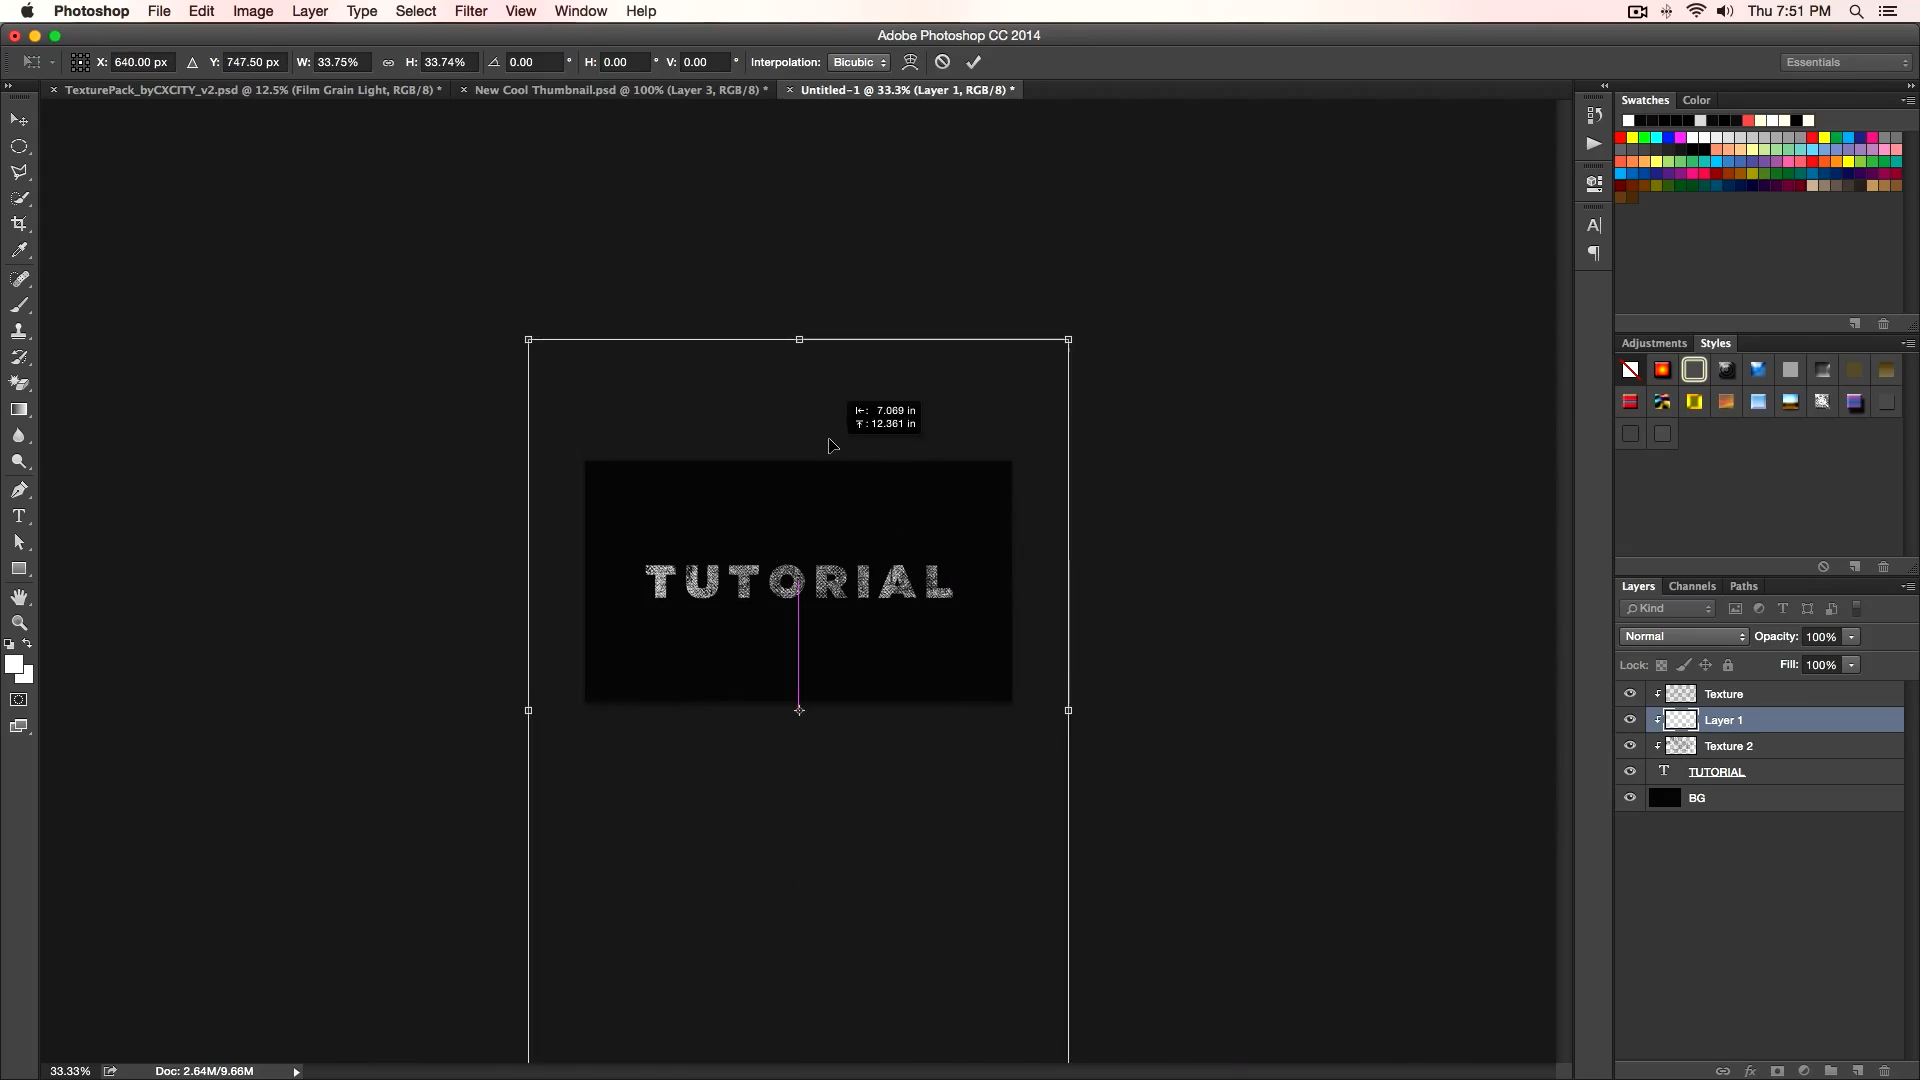 Photoshop File Edit Image Layer Type Select Filter View Window Help Thu 7:51 PM
Adobe Photoshop CC 2014
X: 640.00 px Y: 747.50 px W: 33.75% H: 33.74% 0.00 ° H: 0.00 ° V: 0.00 ° Interpolation: Bicubic Essentials
TexturePack_byCXCITY_v2.psd @ 12.5% (Film Grain Light, RGB/8) * New Cool Thumbnail.psd @ 100% (Layer 3, RGB/8) * Untitled-1 @ 33.3% (Layer 1, RGB/8) *
Swatches Color
Adjustments Styles
7.069 in
: 12.361 in
TUTORIAL
Layers Channels Paths
Kind
Normal Opacity: 100%
Lock: Fill: 100%
Texture
Layer 1
Texture 2
T TUTORIAL
BG
33.33% Doc: 2.64M/9.66M